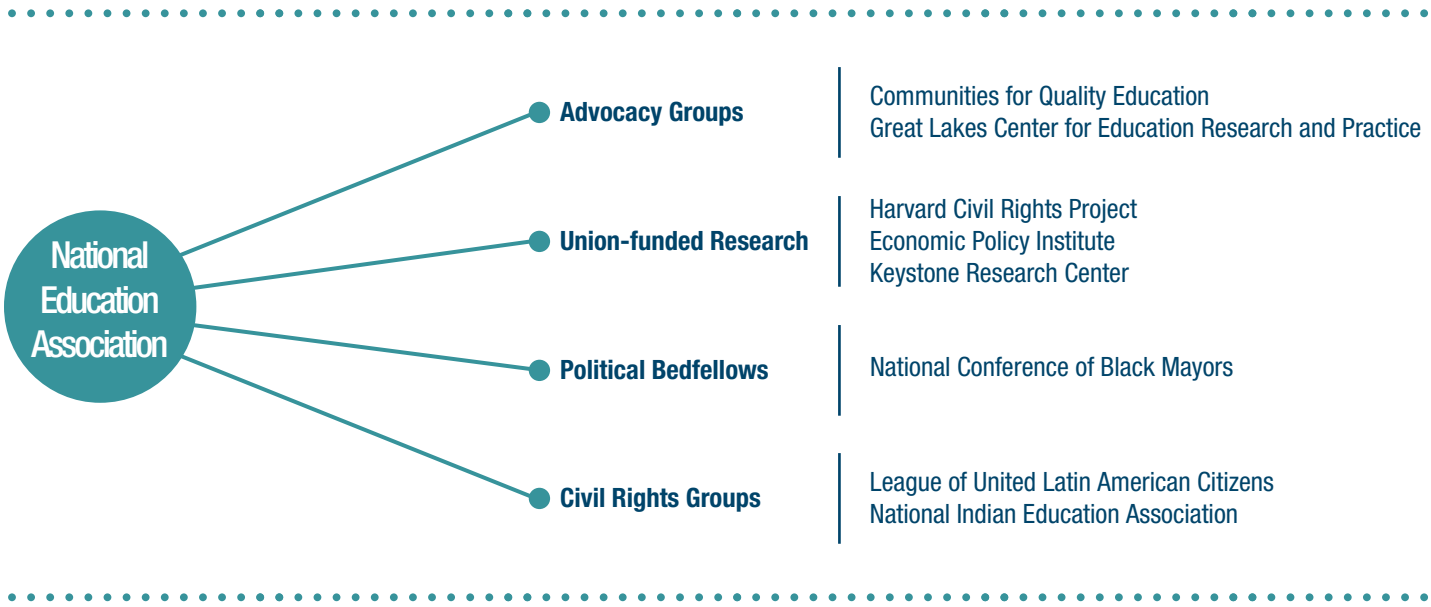 National
Education
Association
Advocacy Groups
Communities for Quality Education
Great Lakes Center for Education Research and Practice
Union-funded Research
Harvard Civil Rights Project
Economic Policy Institute
Keystone Research Center
Political Bedfellows
National Conference of Black Mayors
Civil Rights Groups
League of United Latin American Citizens
National Indian Education Association